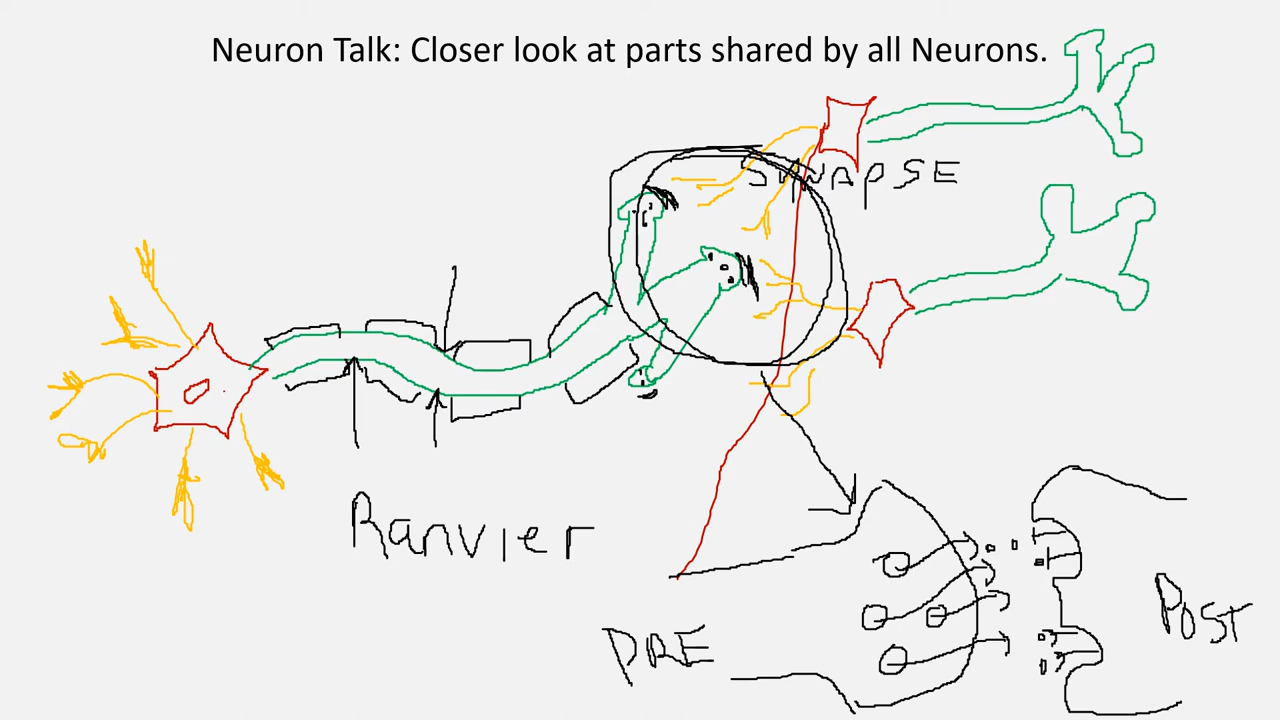 Neuron Talk: Closer look at parts shared by all Neurons.
SYNAPSE
Ranvier
PRE
POST